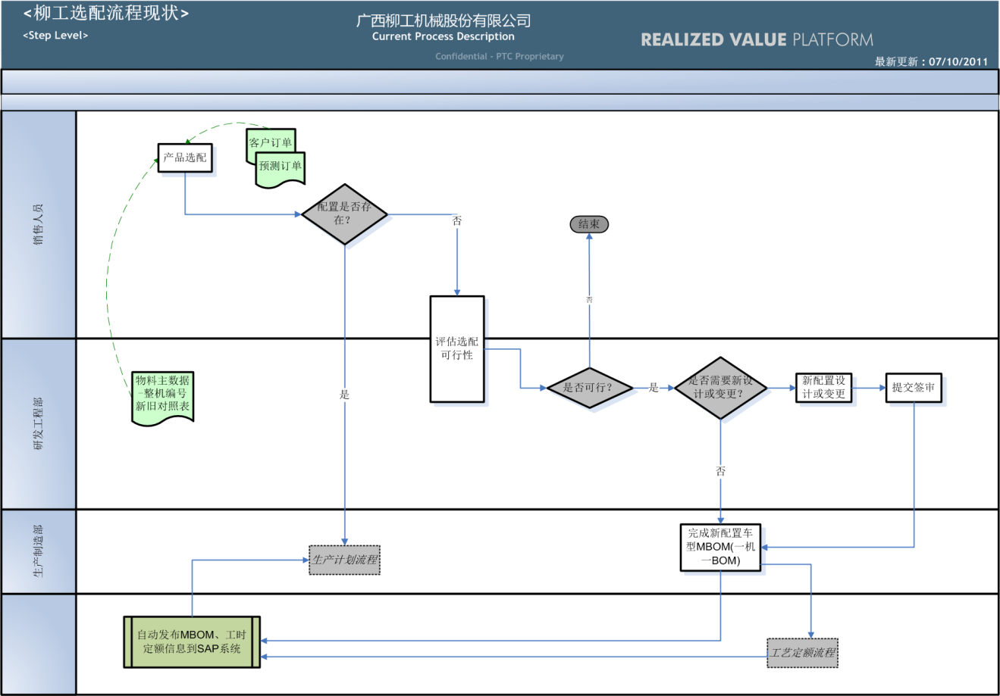 <柳工选配流程现状>
<Step Level>
广西柳工机械股份有限公司
Current Process Description
Confidential - PTC Proprietary
REALIZED VALUE PLATFORM
最新更新：07/10/2011
销售人员
产品选配
客户订单
预测订单
配置是否存
在？
否
结束
否
评估选配
可行性
研发工程部
物料主数据
-整机编号
新旧对照表
是
是否可行？
是
是否需要新设
计或变更？
新配置设
计或变更
提交签审
否
生产制造部
生产计划流程
完成新配置车
型MBOM(一机
一BOM)
自动发布MBOM、工时
定额信息到SAP系统
工艺定额流程